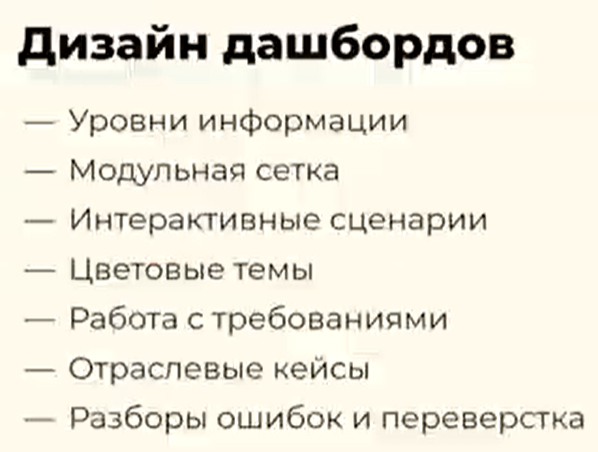 Дизайн дашбордов
— Уровни информации
— Модульная сетка
— Интерактивные сценарии
— Цветовые темы
— Работа с требованиями
— Отраслевые кейсы
— Разборы ошибок и переверстка